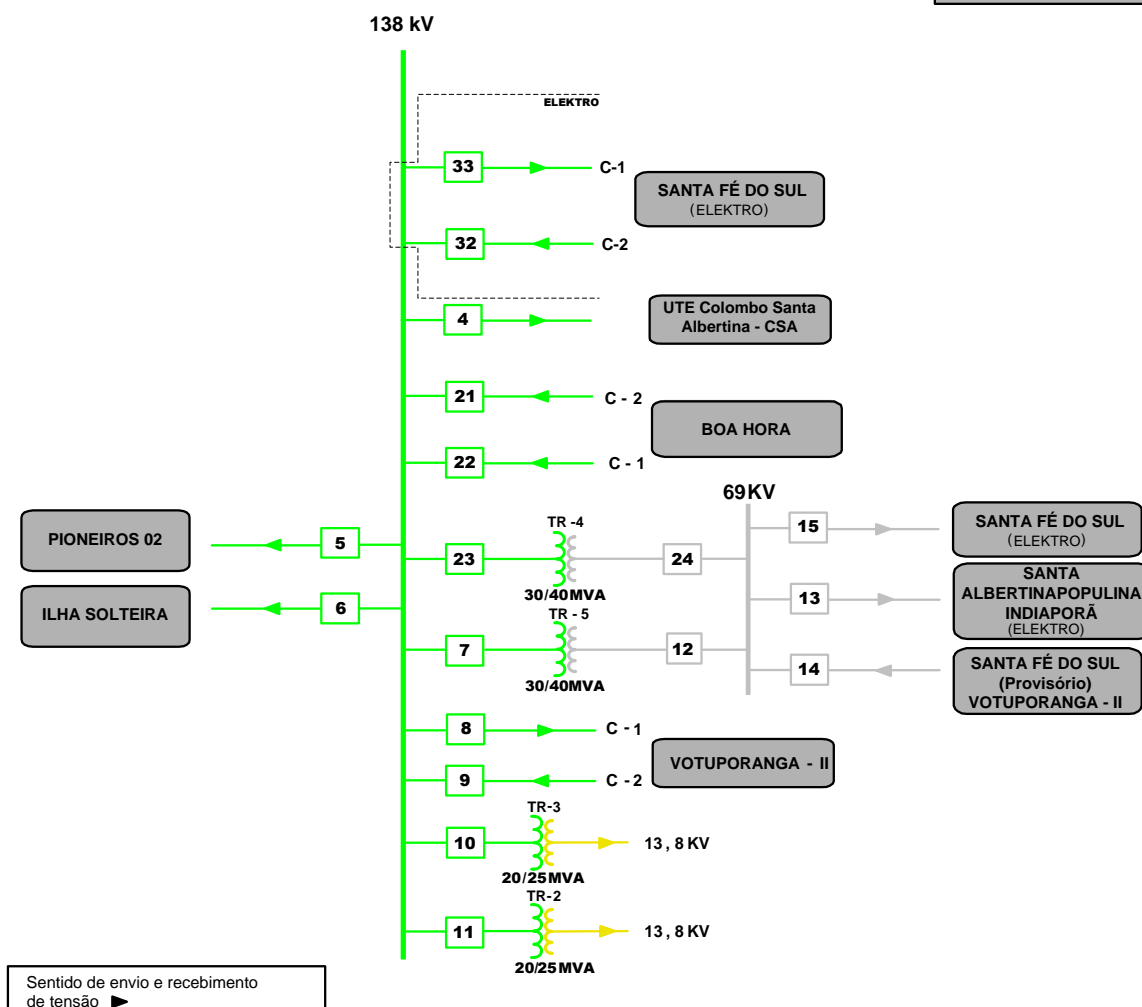 138 kV
ELEKTRO
33
C-1
SANTA FÉ DO SUL
(ELEKTRO)
32
C-2
4
UTE Colombo Santa
Albertina - CSA
21
C - 2
BOA HORA
22
C - 1
69KV
PIONEIROS 02
5
23
TR -4
30/40MVA
24
15
SANTA FÉ DO SUL
(ELEKTRO)
ILHA SOLTEIRA
6
13
SANTA
ALBERTINAPOPULINA
INDIAPORÃ
(ELEKTRO)
7
TR - 5
30/40MVA
12
14
SANTA FÉ DO SUL
(Provisório)
VOTUPORANGA - II
8
C - 1
VOTUPORANGA - II
9
C - 2
TR-3
10
13 , 8 KV
20/25MVA
TR-2
11
13 , 8 KV
20/25MVA
Sentido de envio e recebimento
de tensão